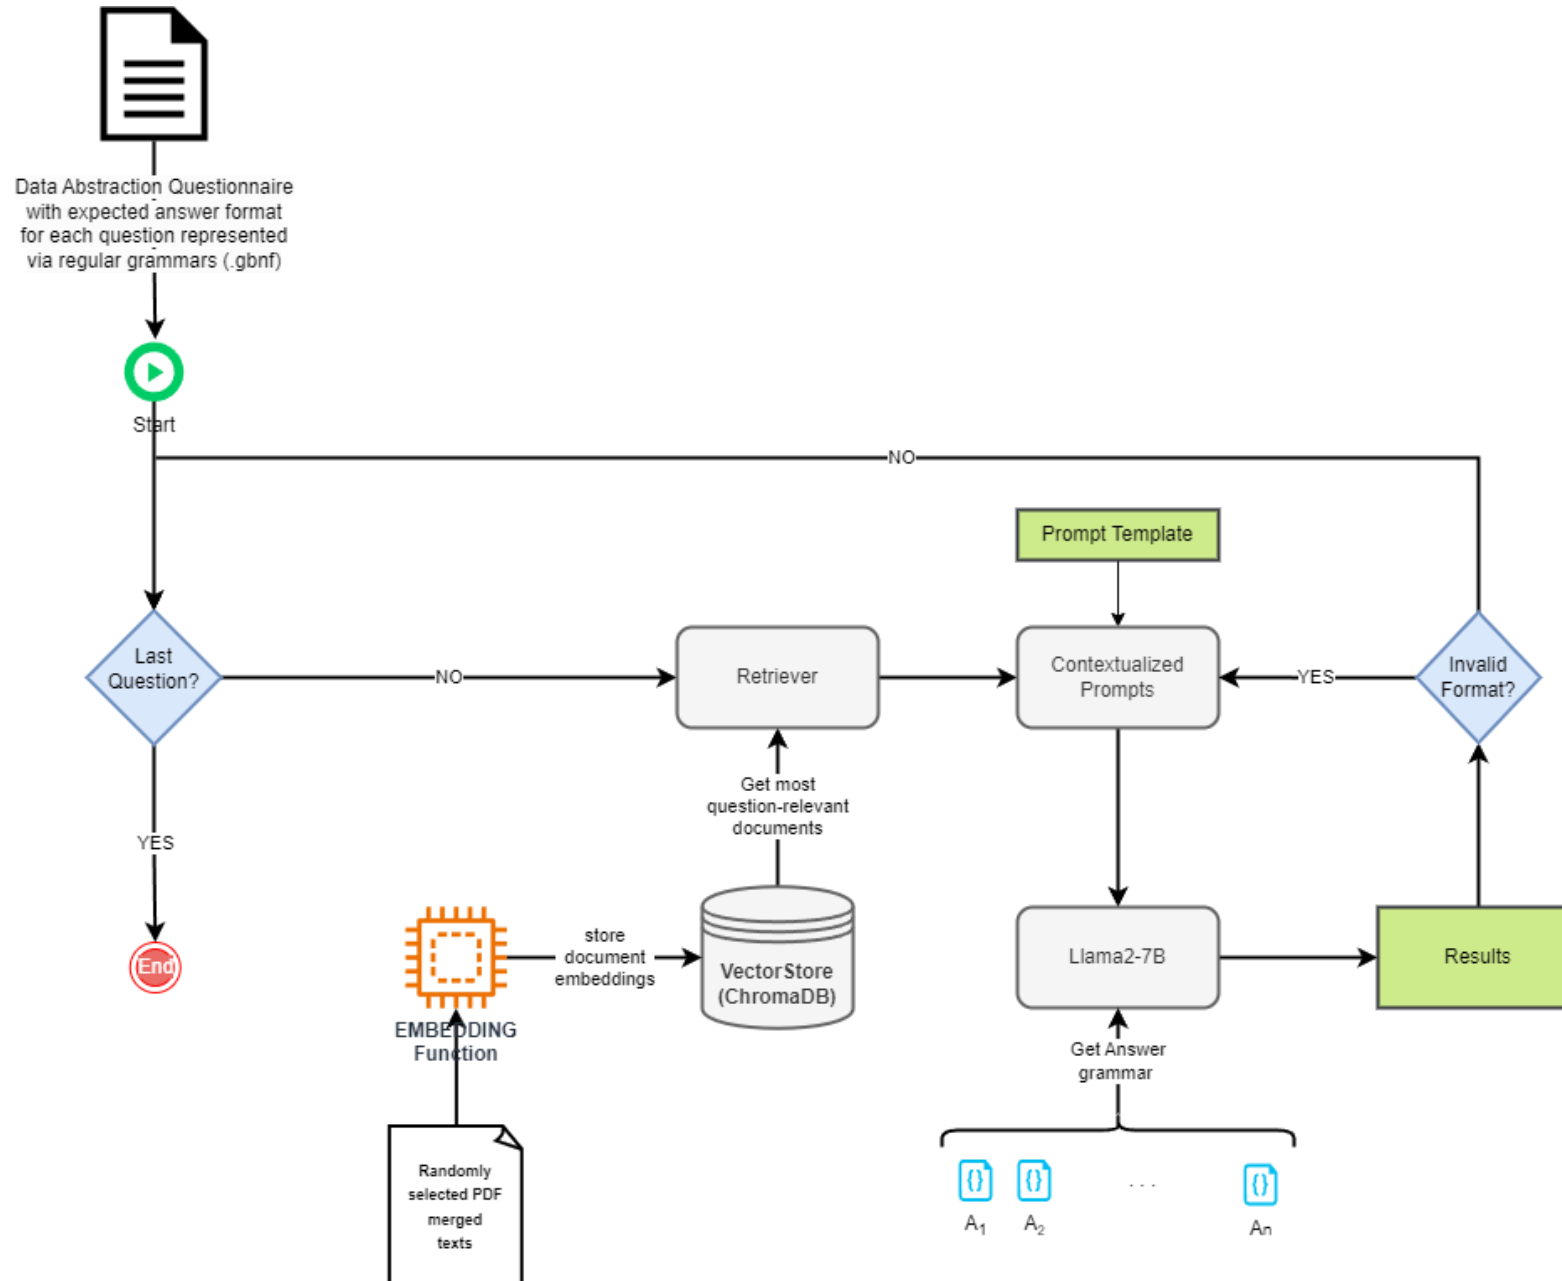 Data Abstraction Questionnaire
with expected answer format
for each question represented
via regular grammars (.gbnf)
Start
NO
Prompt Template
Last
Question?
NO
Retriever
Contextualized
Prompts
YES
Invalid
Format?
Get most
question-relevant
documents
YES
End
store
document
embeddings
VectorStore
(ChromaDB)
Llama2-7B
Results
EMBEDDING
Function
Get Answer
grammar
Randomly
selected PDF
merged
texts
{} {} . . . {}
A1 A2 An